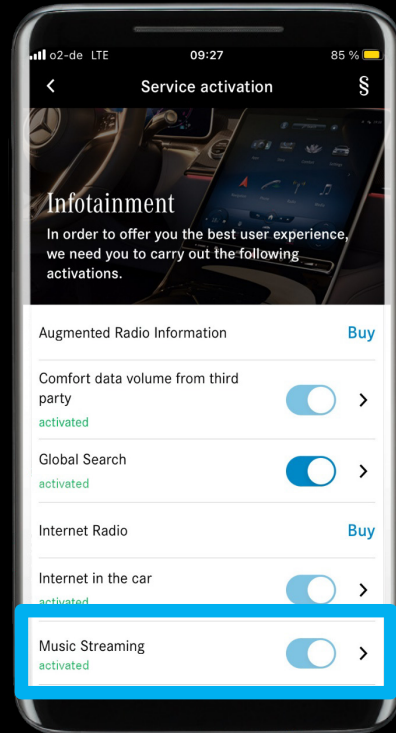 o2-de LTE 09:27 85 %
Service activation §
Infotainment
In order to offer you the best user experience,
we need you to carry out the following
activations.
Augmented Radio Information Buy
Comfort data volume from third
party
activated
Global Search
activated
Internet Radio Buy
Internet in the car
activated
Music Streaming
activated